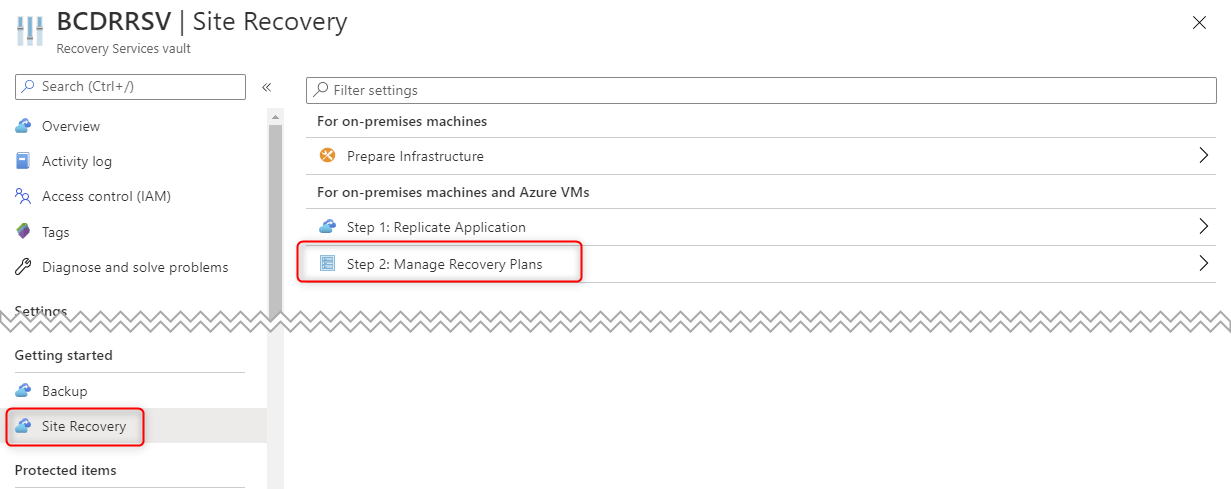 BCDRRSV | Site Recovery
Recovery Services vault
Search (Ctrl+/)
«
Overview
Activity log
Access control (IAM)
Tags
Diagnose and solve problems
Settings
Getting started
Backup
Site Recovery
Protected items
Filter settings
For on-premises machines
Prepare Infrastructure
For on-premises machines and Azure VMs
Step 1: Replicate Application
Step 2: Manage Recovery Plans